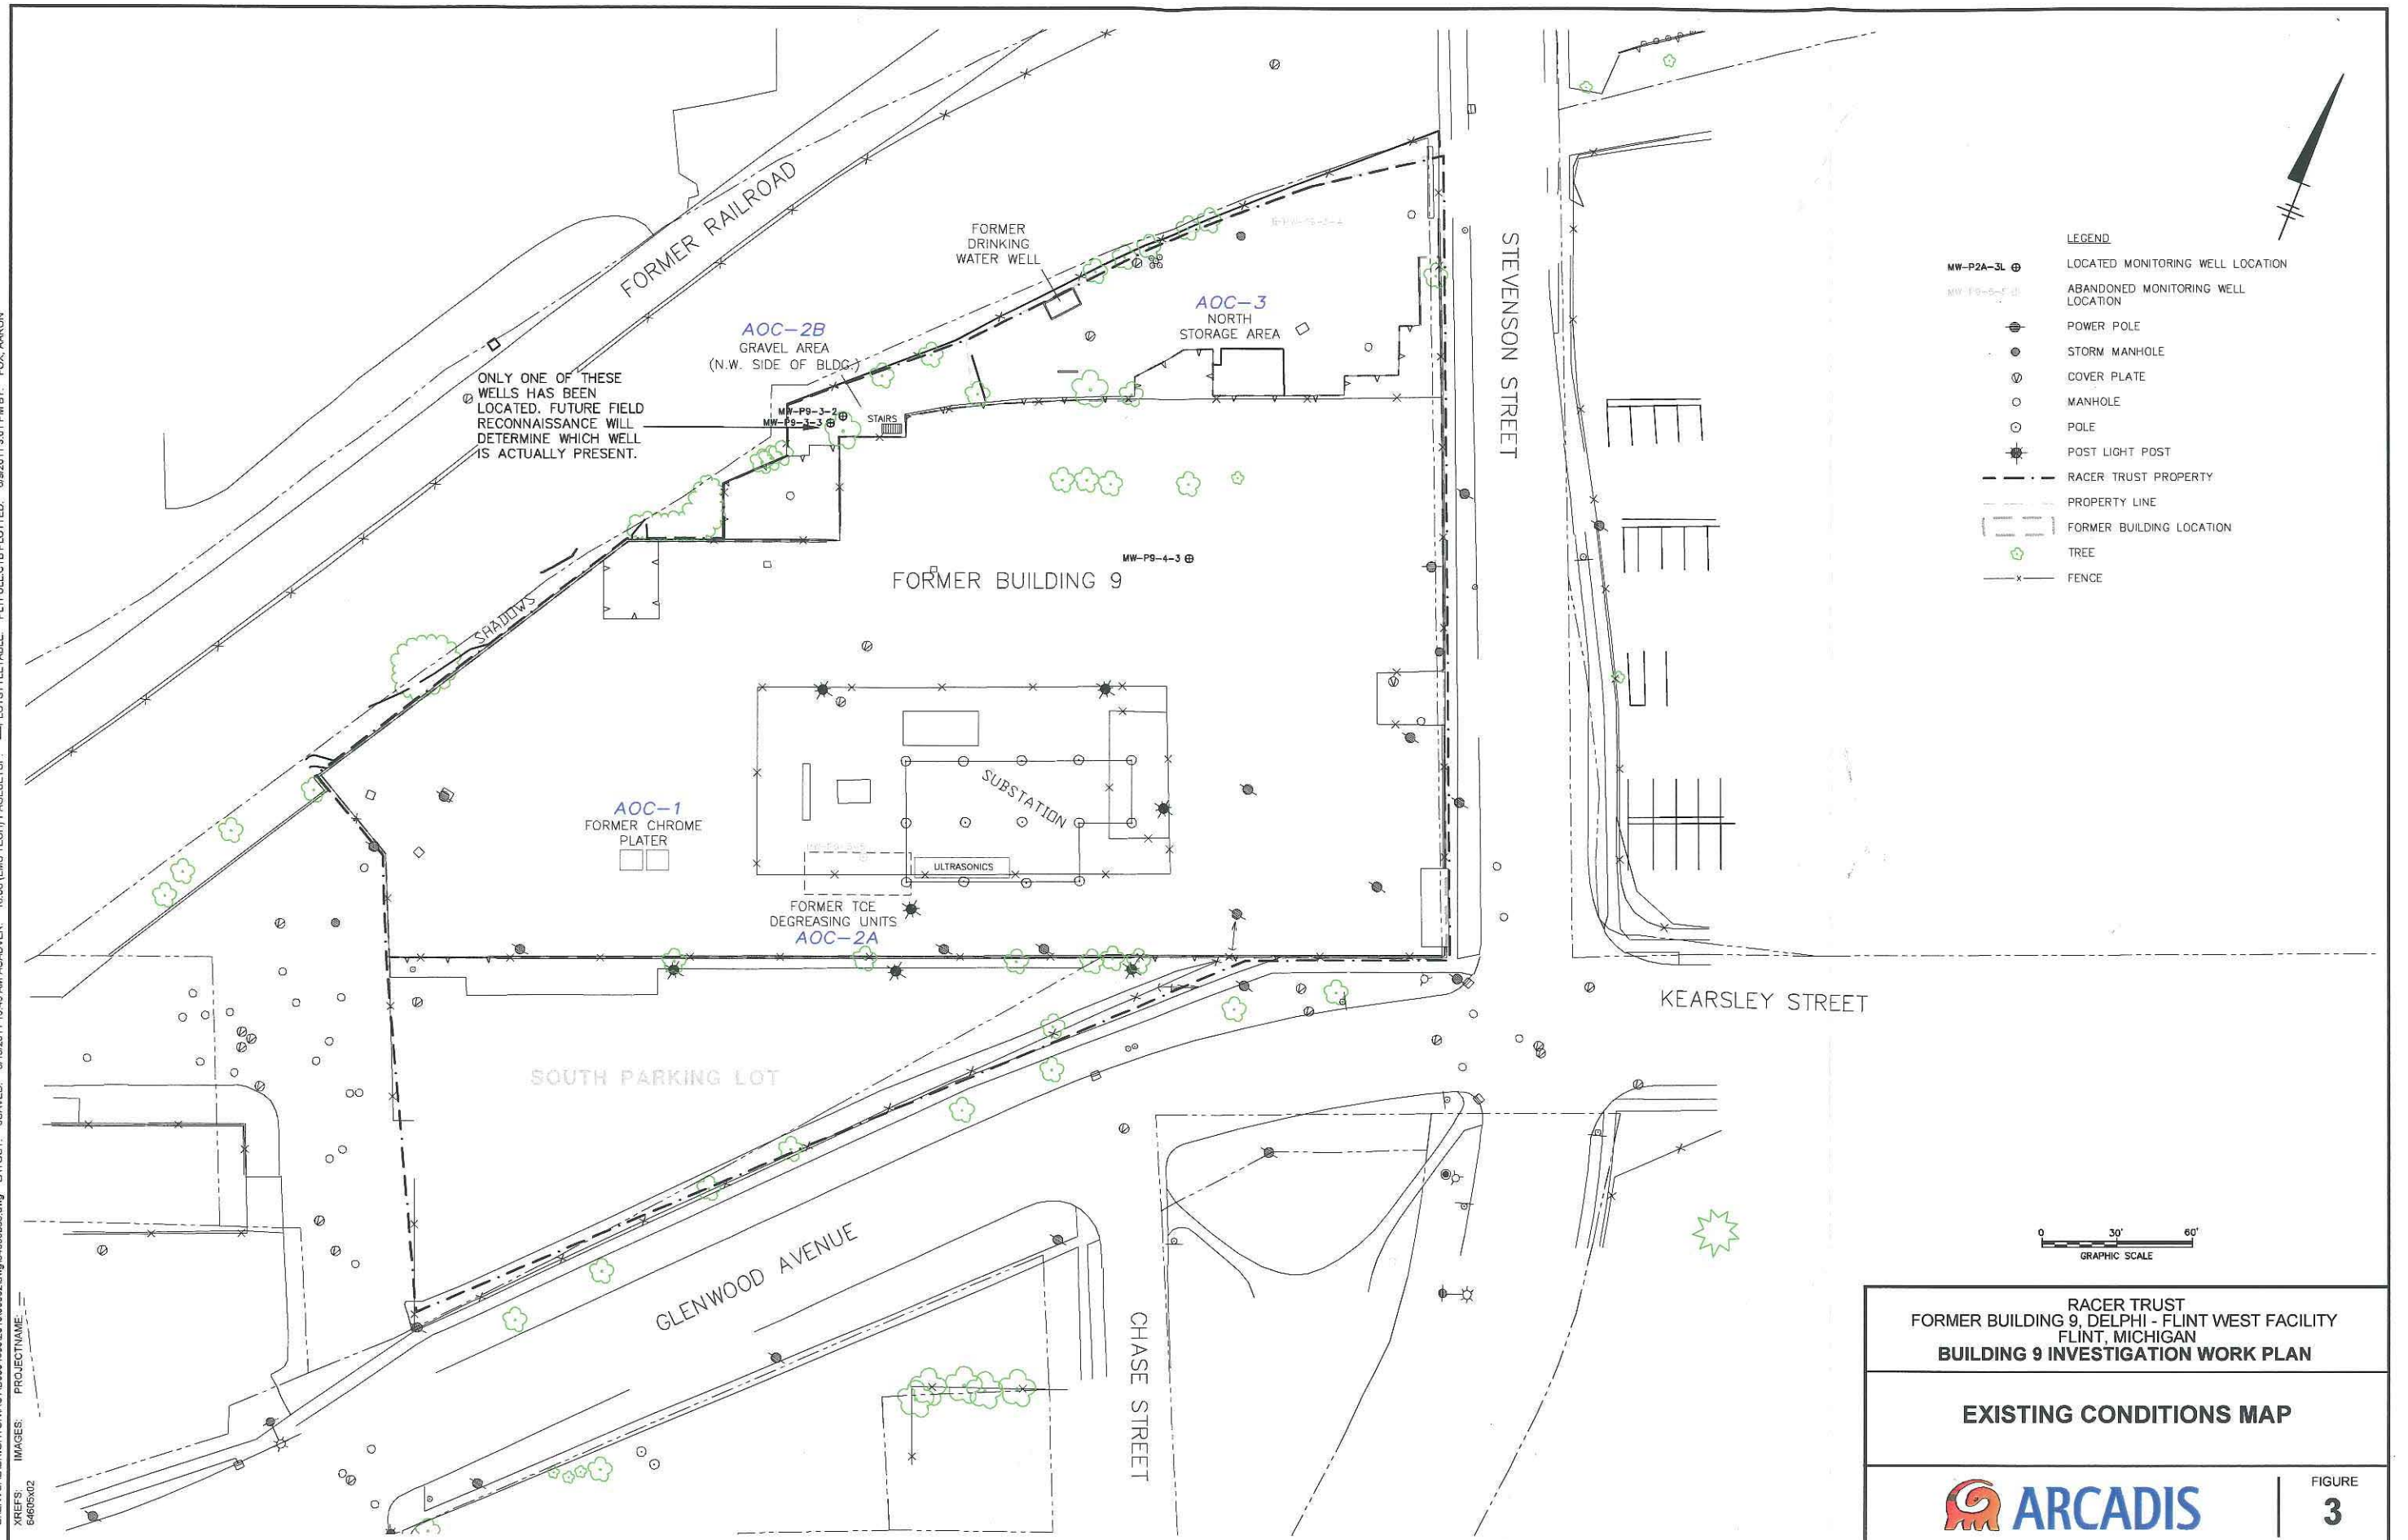 FORMER RAILROAD
FORMER
DRINKING
WATER WELL
AOC-2B
GRAVEL AREA
(N.W. SIDE OF BLDG.)
AOC-3
NORTH
STORAGE AREA
ONLY ONE OF THESE
WELLS HAS BEEN
LOCATED. FUTURE FIELD
RECONNAISSANCE WILL
DETERMINE WHICH WELL
IS ACTUALLY PRESENT.
MW-P9-3-2
MW-P9-3-3
STAIRS
STEVENSON STREET
MW-P9-4-3
FORMER BUILDING 9
SHADOWS
SUBSTATION
AOC-1
FORMER CHROME
PLATER
ULTRASONICS
FORMER TCE
DEGREASING UNITS
AOC-2A
KEARSLEY STREET
SOUTH PARKING LOT
GLENWOOD AVENUE
CHASE STREET
LEGEND
MW-P2A-3L
LOCATED MONITORING WELL LOCATION
ABANDONED MONITORING WELL
LOCATION
POWER POLE
STORM MANHOLE
COVER PLATE
MANHOLE
POLE
POST LIGHT POST
RACER TRUST PROPERTY
PROPERTY LINE
FORMER BUILDING LOCATION
TREE
FENCE
0 30' 60'
GRAPHIC SCALE
RACER TRUST
FORMER BUILDING 9, DELPHI - FLINT WEST FACILITY
FLINT, MICHIGAN
BUILDING 9 INVESTIGATION WORK PLAN
EXISTING CONDITIONS MAP
ARCADIS
FIGURE
3
XREFS: IMAGES: PROJECTNAME:
64605X02